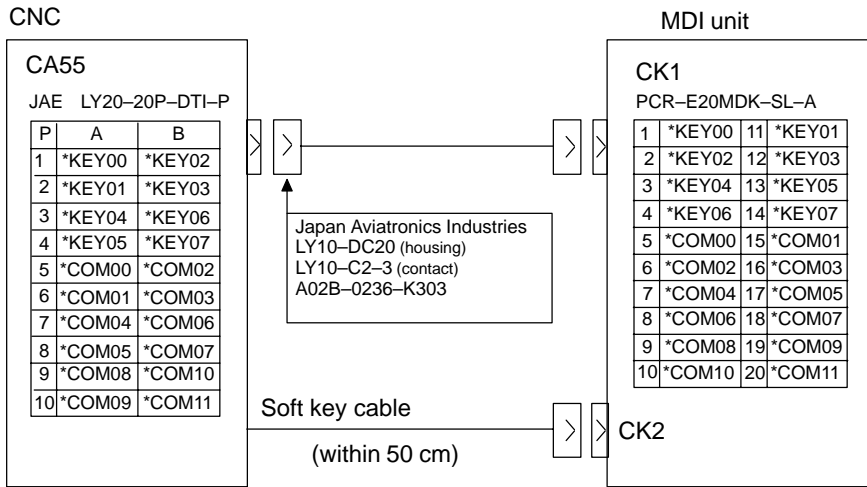 CNC
MDI unit
CA55
JAE LY20–20P–DTI–P
P A B
1 *KEY00 *KEY02
2 *KEY01 *KEY03
3 *KEY04 *KEY06
4 *KEY05 *KEY07
5 *COM00 *COM02
6 *COM01 *COM03
7 *COM04 *COM06
8 *COM05 *COM07
9 *COM08 *COM10
10 *COM09 *COM11
Japan Aviatronics Industries
LY10–DC20 (housing)
LY10–C2–3 (contact)
A02B–0236–K303
CK1
PCR–E20MDK–SL–A
1 *KEY00 11 *KEY01
2 *KEY02 12 *KEY03
3 *KEY04 13 *KEY05
4 *KEY06 14 *KEY07
5 *COM00 15 *COM01
6 *COM02 16 *COM03
7 *COM04 17 *COM05
8 *COM06 18 *COM07
9 *COM08 19 *COM09
10 *COM10 20 *COM11
Soft key cable
(within 50 cm)
CK2